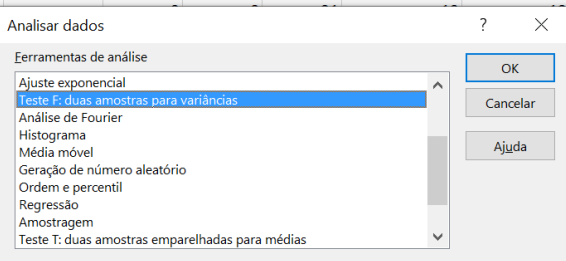 Analisar dados
?
Ferramentas de análise
Ajuste exponencial
Teste F: duas amostras para variâncias
Análise de Fourier
Histograma
Média móvel
Geração de número aleatório
Ordem e percentil
Regressão
Amostragem
Teste T: duas amostras emparelhadas para médias
OK
Cancelar
Ajuda